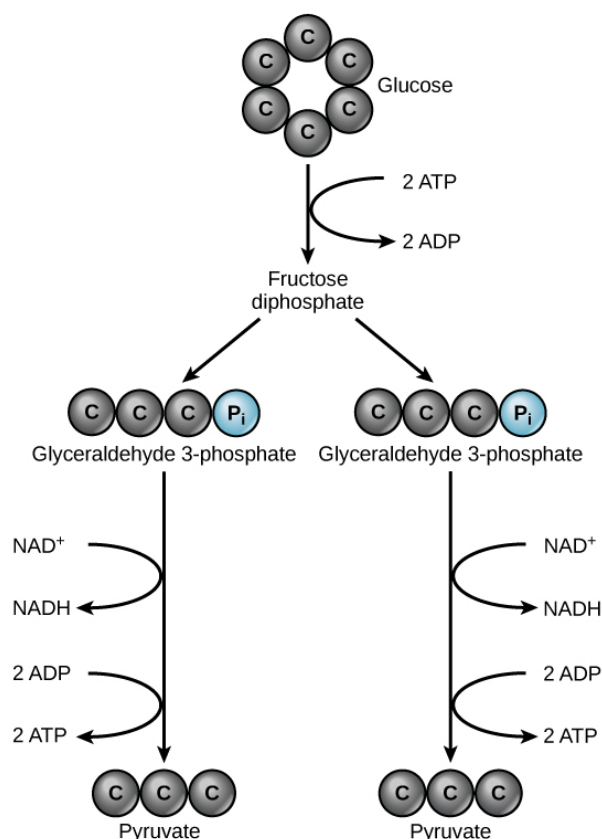 C
C
C
C
C
C
Glucose
2 ATP
2 ADP
Fructose
diphosphate
C C C Pi
C C C Pi
Glyceraldehyde 3-phosphate
Glyceraldehyde 3-phosphate
NAD+
NAD+
NADH
NADH
2 ADP
2 ADP
2 ATP
2 ATP
C C C
C C C
Pyruvate
Pyruvate